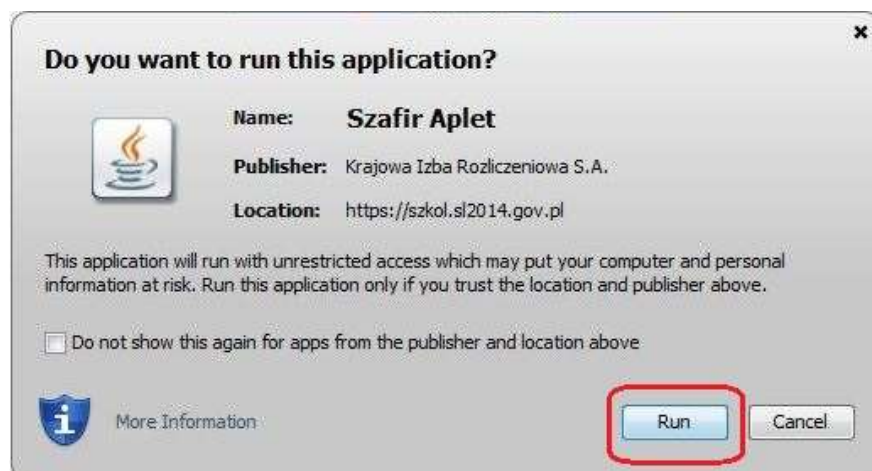 Do you want to run this application?
Name: Szafir Aplet
Publisher: Krajowa Izba Rozliczeniowa S.A.
Location: https://szkol.sl2014.gov.pl
This application will run with unrestricted access which may put your computer and personal
information at risk. Run this application only if you trust the location and publisher above.
Do not show this again for apps from the publisher and location above
More Information
Run
Cancel